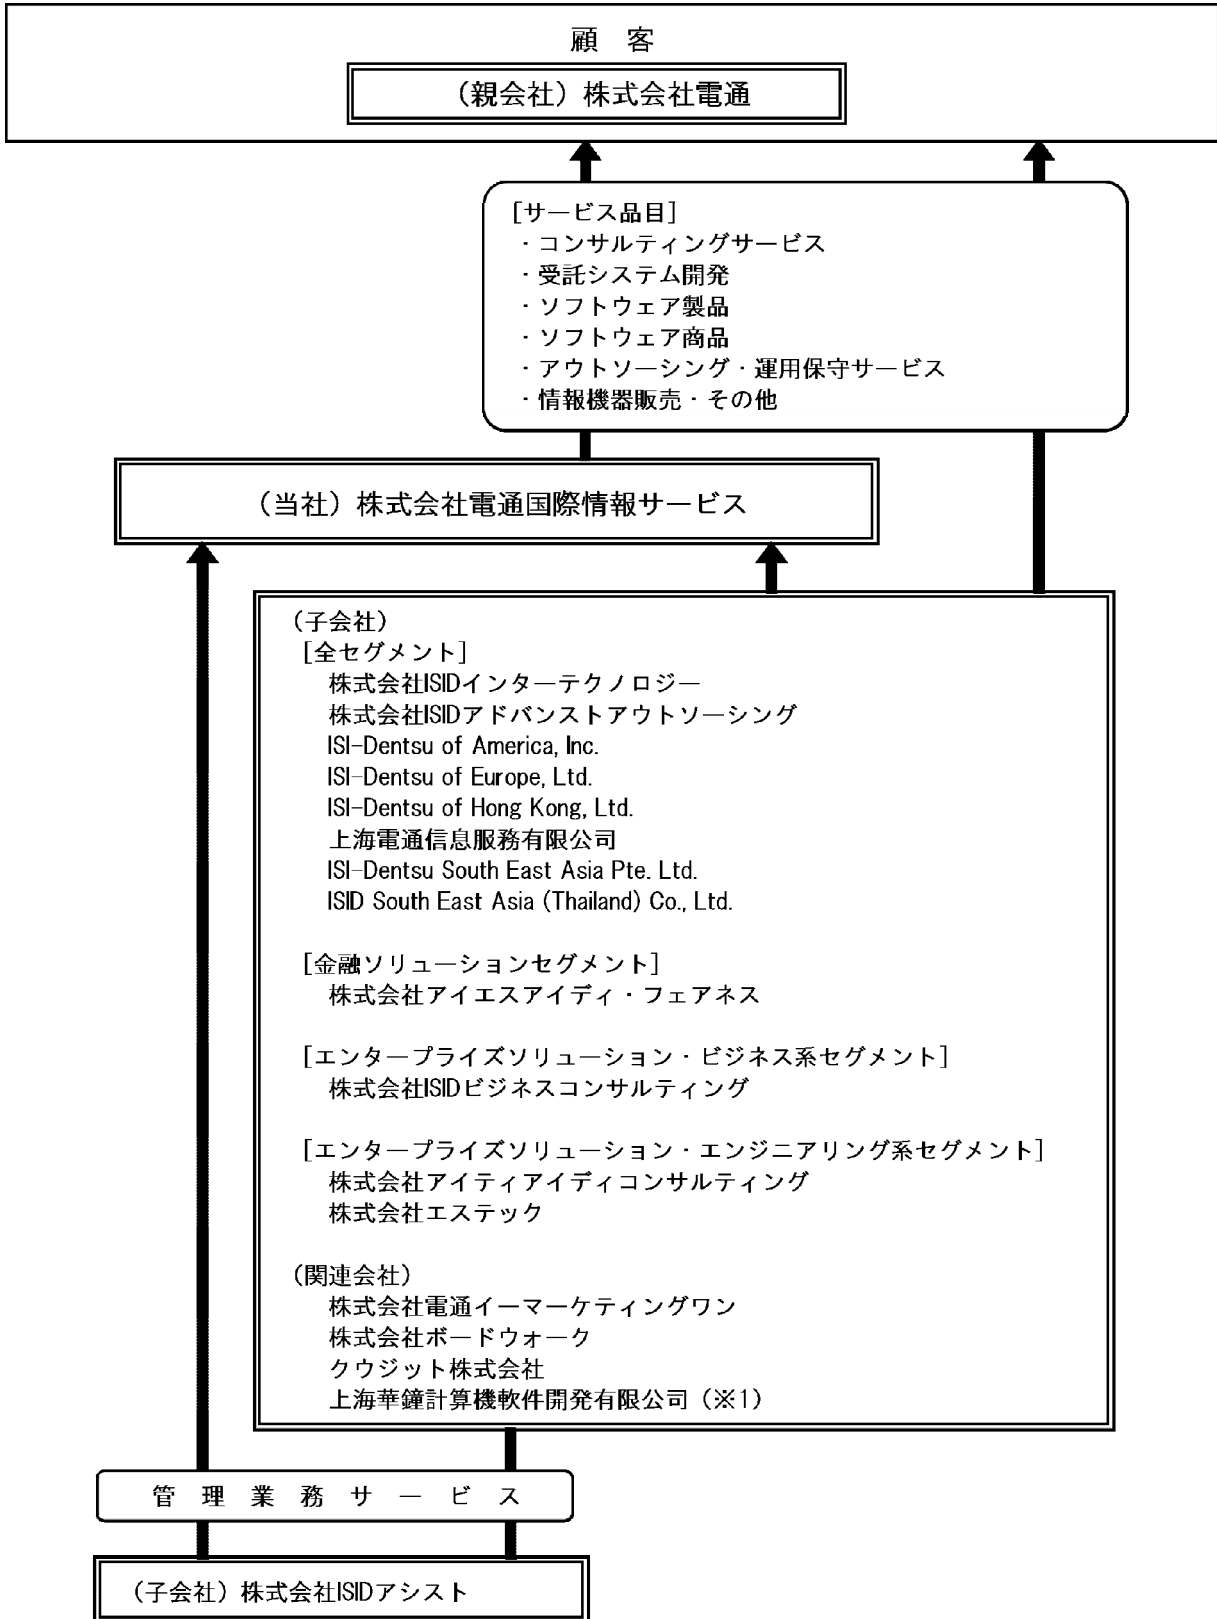 顧　客
（親会社）株式会社電通
［サービス品目］
・コンサルティングサービス
・受託システム開発
・ソフトウェア製品
・ソフトウェア商品
・アウトソーシング・運用保守サービス
・情報機器販売・その他
（当社）株式会社電通国際情報サービス
（子会社）
［全セグメント］
株式会社ISIDインターテクノロジー
株式会社ISIDアドバンストアウトソーシング
ISI-Dentsu of America, Inc.
ISI-Dentsu of Europe, Ltd.
ISI-Dentsu of Hong Kong, Ltd.
上海電通信息服務有限公司
ISI-Dentsu South East Asia Pte. Ltd.
ISID South East Asia (Thailand) Co., Ltd.
［金融ソリューションセグメント］
株式会社アイエスアイディ・フェアネス
［エンタープライズソリューション・ビジネス系セグメント］
株式会社ISIDビジネスコンサルティング
［エンタープライズソリューション・エンジニアリング系セグメント］
株式会社アイティアイディコンサルティング
株式会社エステック
（関連会社）
株式会社電通イーマーケティングワン
株式会社ボードウォーク
クウジット株式会社
上海華鐘計算機軟件開発有限公司（※1）
管　理　業　務　サ　ー　ビ　ス
（子会社）株式会社ISIDアシスト